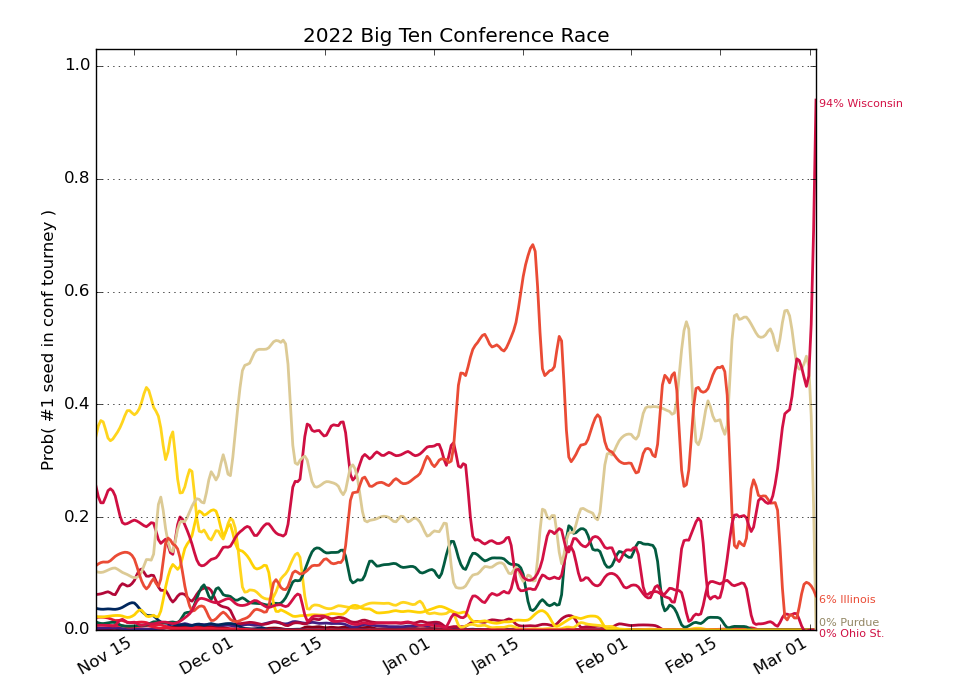 2022 Big Ten Conference Race
Prob( #1 seed in conf tourney )
1.0
0.8
0.6
0.4
0.2
0.0
Nov 15
Dec 01
Dec 15
Jan 01
Jan 15
Feb 01
Feb 15
Mar 01
94% Wisconsin
6% Illinois
0% Purdue
0% Ohio St.